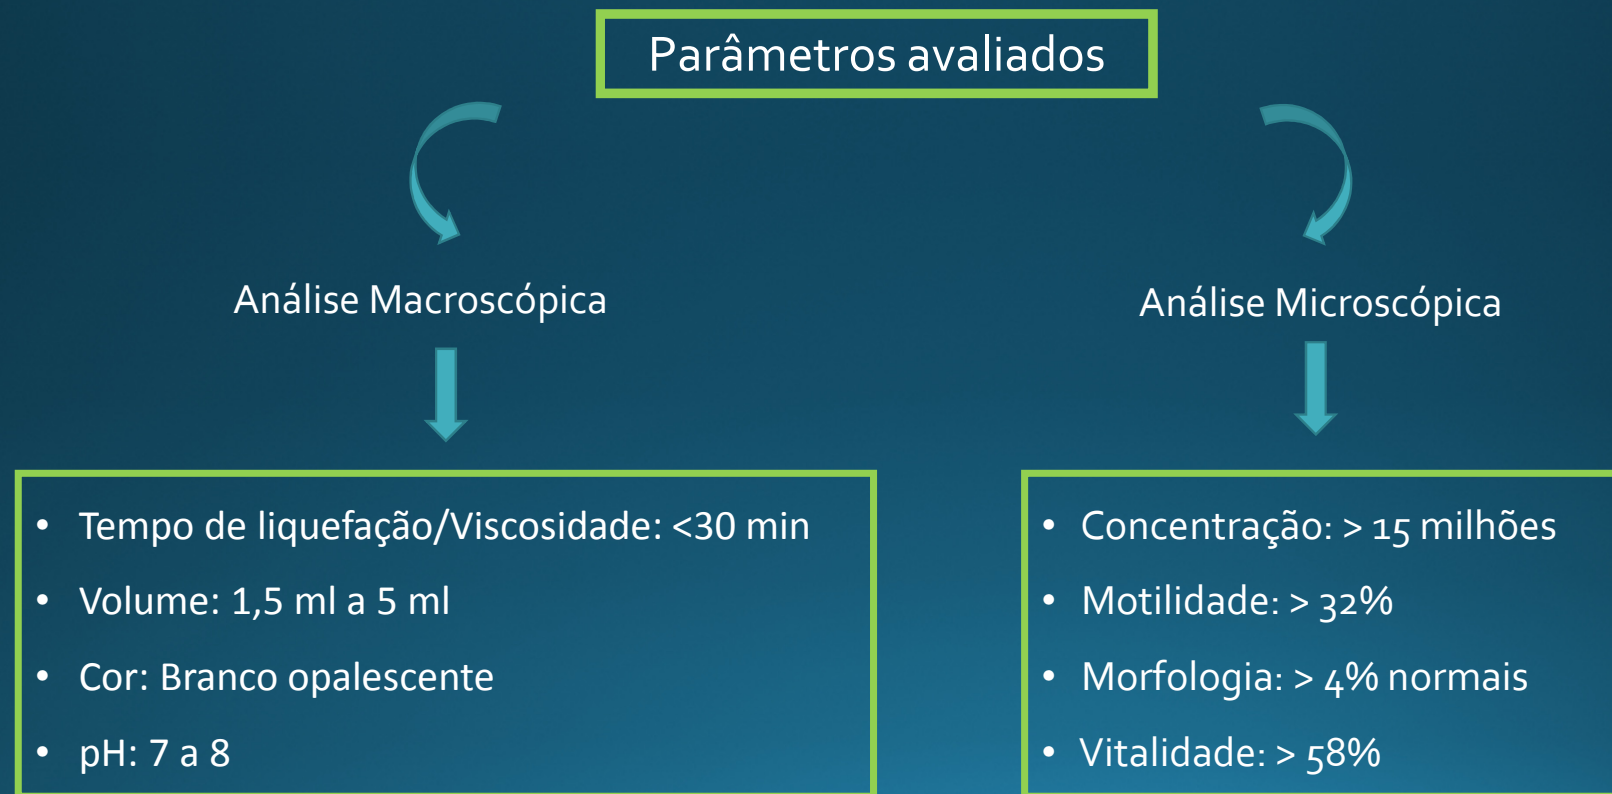 Parâmetros avaliados
Análise Macroscópica
• Tempo de liquefação/Viscosidade: <30 min
• Volume: 1,5 ml a 5 ml
• Cor: Branco opalescente
• pH: 7 a 8
Análise Microscópica
• Concentração: > 15 milhões
• Motilidade: > 32%
• Morfologia: > 4% normais
• Vitalidade: > 58%